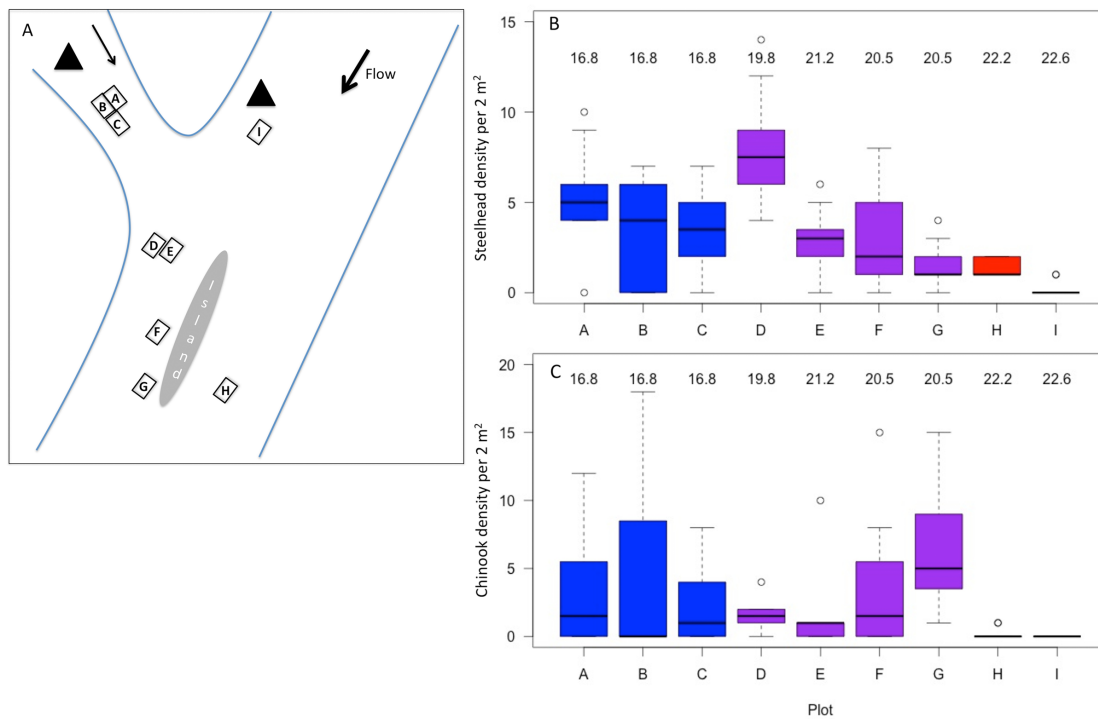 A
Flow
A
B
C
I
D E
Island
F
G
H
B
Steelhead density per 2 m²
15
10
5
0
16.8 16.8 16.8 19.8 21.2 20.5 20.5 22.2 22.6
A B C D E F G H I
C
Chinook density per 2 m²
20
15
10
5
0
16.8 16.8 16.8 19.8 21.2 20.5 20.5 22.2 22.6
A B C D E F G H I
Plot